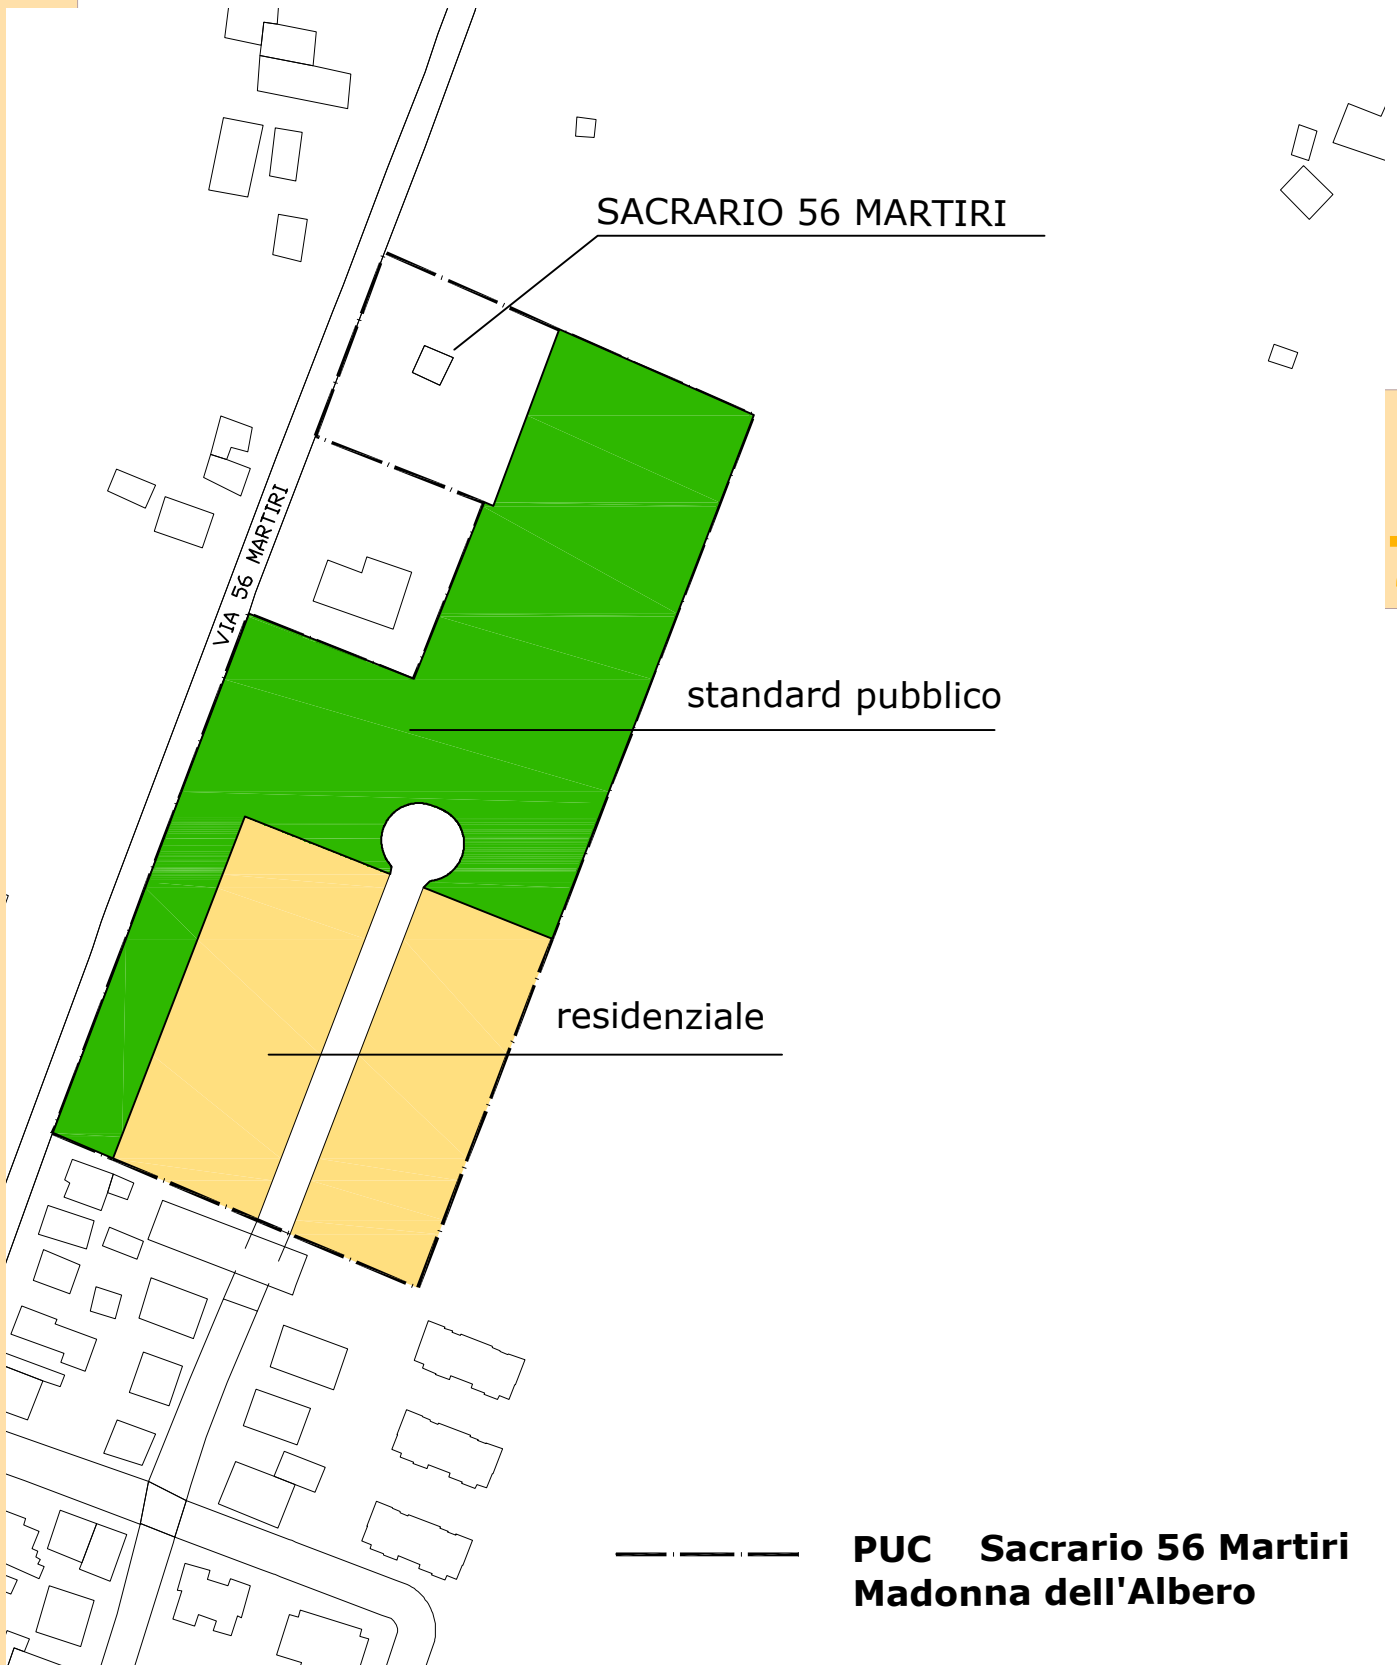 SACRARIO 56 MARTIRI
VIA 56 MARTIRI
standard pubblico
residenziale
PUC Sacrario 56 Martiri
Madonna dell'Albero